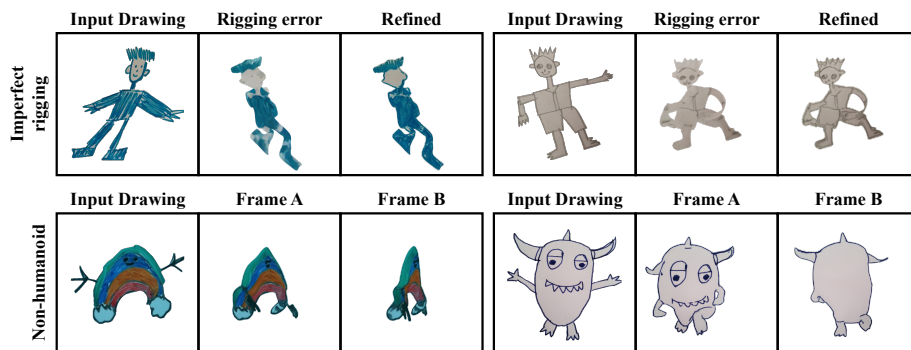 Input Drawing Rigging error Refined Input Drawing Rigging error Refined
Imperfect
rigging
Input Drawing Frame A Frame B Input Drawing Frame A Frame B
Non-humanoid